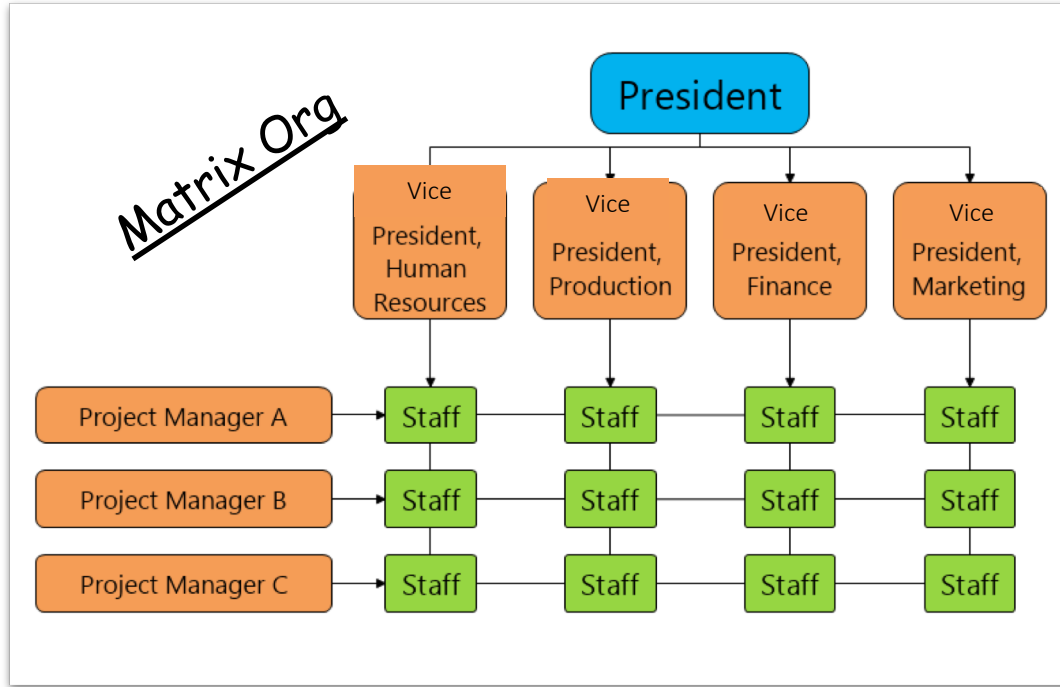 Matrix Org
President
Vice
President,
Human
Resources
Vice
President,
Production
Vice
President,
Finance
Vice
President,
Marketing
Project Manager A
Staff
Staff
Staff
Staff
Project Manager B
Staff
Staff
Staff
Staff
Project Manager C
Staff
Staff
Staff
Staff